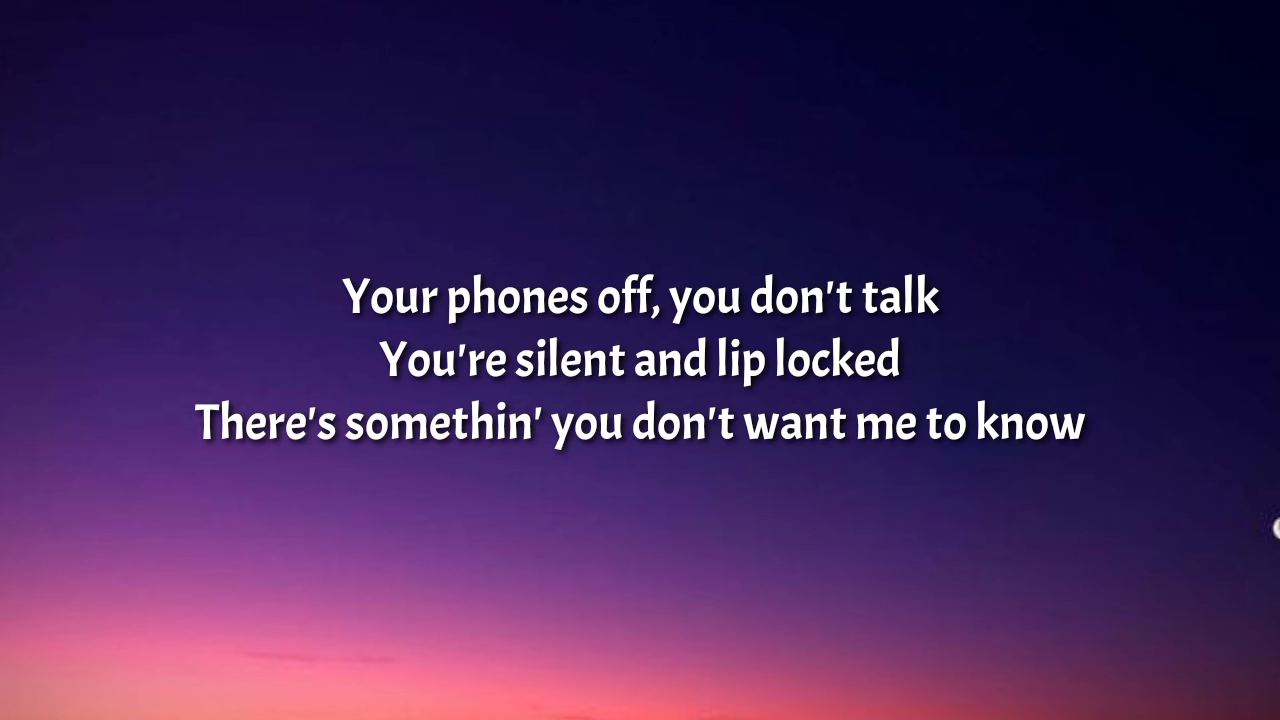 Your phones off, you don't talk
You're silent and lip locked
There's somethin' you don't want me to know